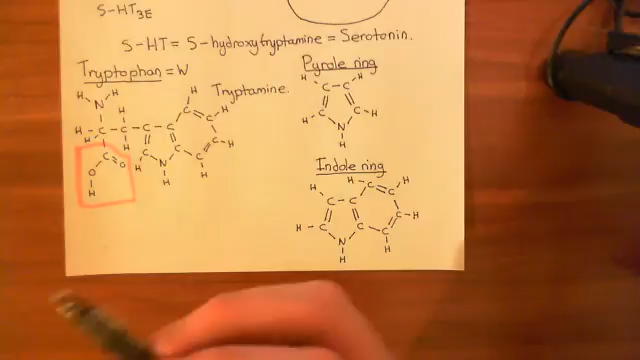 5-HT3E
5-HT = 5-hydroxytryptamine = Serotonin.
Tryptophan = W
Tryptamine.
Pyrole ring
Indole ring